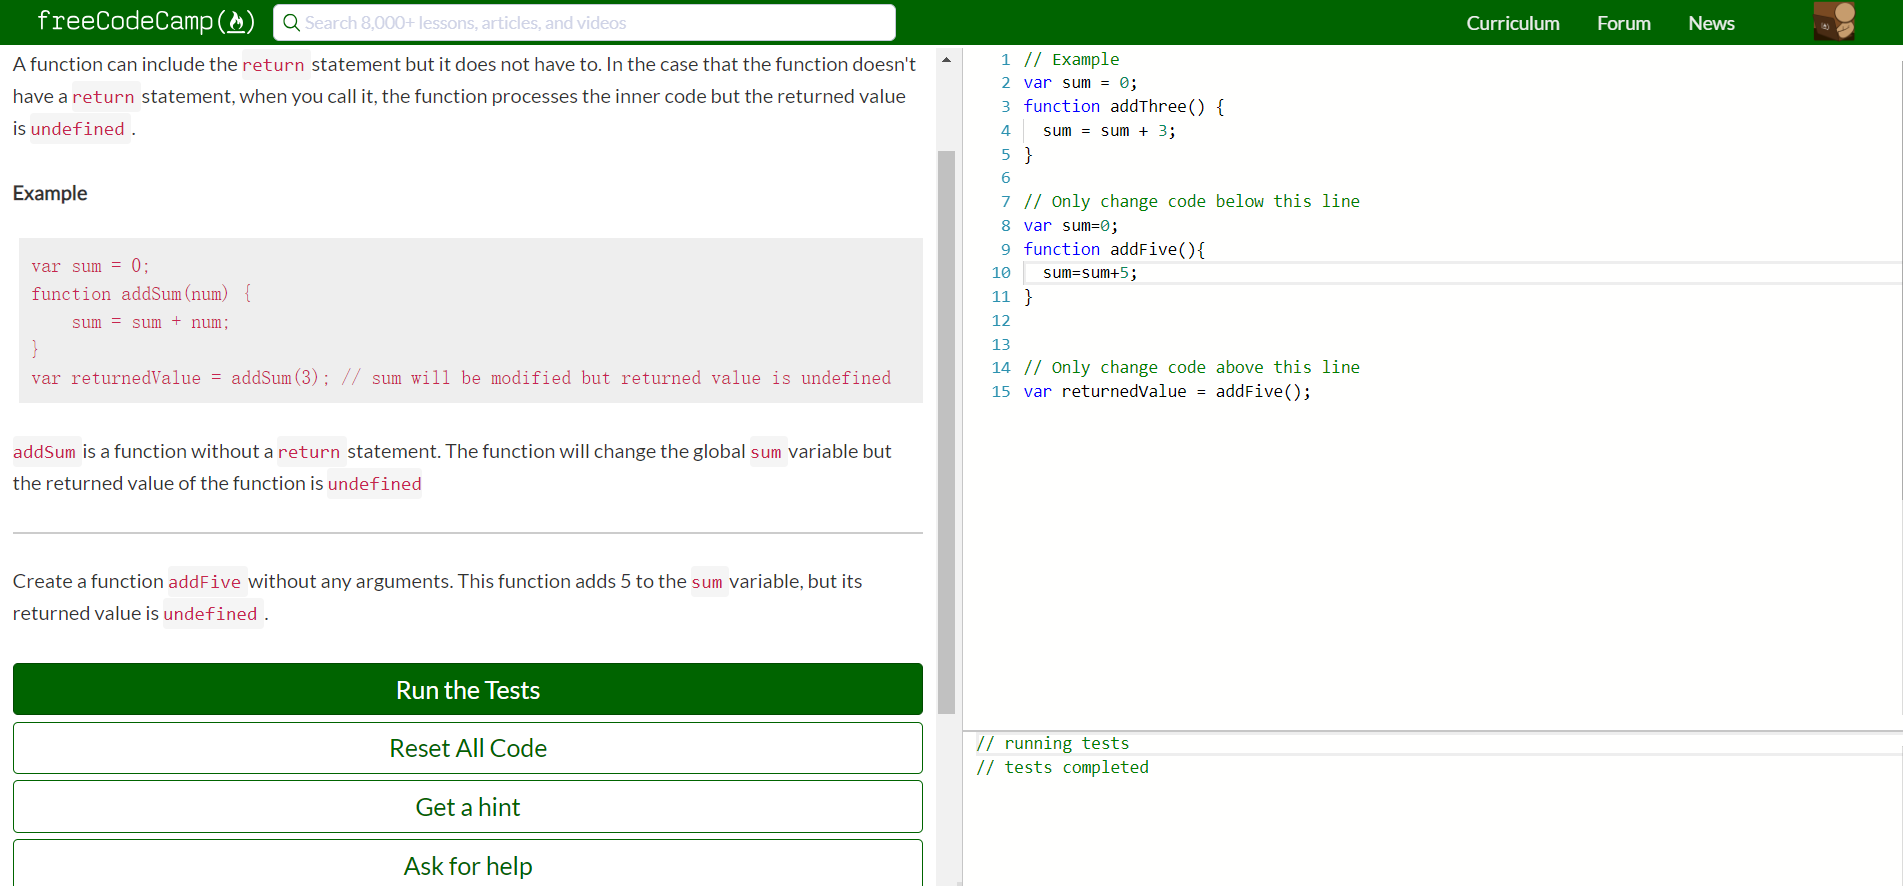 freeCodeCamp
Search 8,000+ lessons, articles, and videos
Curriculum
Forum
News
A function can include the return statement but it does not have to. In the case that the function doesn't
have a return statement, when you call it, the function processes the inner code but the returned value
is undefined .
Example
var sum = 0;
function addSum(num) {
    sum = sum + num;
}
var returnedValue = addSum(3); // sum will be modified but returned value is undefined
addSum is a function without a return statement. The function will change the global sum variable but
the returned value of the function is undefined
Create a function addFive without any arguments. This function adds 5 to the sum variable, but its
returned value is undefined .
Run the Tests
Reset All Code
Get a hint
Ask for help
1 // Example
2 var sum = 0;
3 function addThree() {
4   sum = sum + 3;
5 }
6
7 // Only change code below this line
8 var sum=0;
9 function addFive(){
10   sum=sum+5;
11 }
12
13
14 // Only change code above this line
15 var returnedValue = addFive();
// running tests
// tests completed